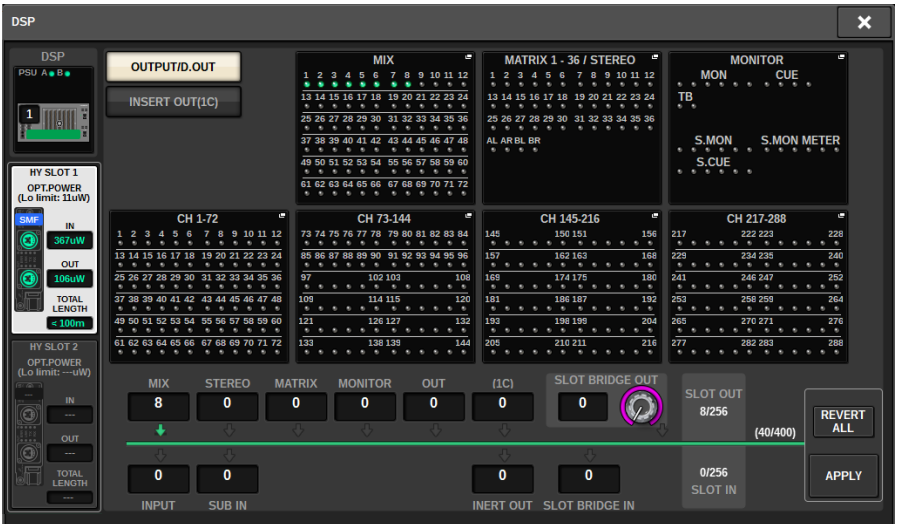 DSP
DSP
PSU A B
1
HY SLOT 1
OPT.POWER
(Lo limit: 11uW)
SMF
IN
367uW
OUT
106uW
TOTAL
LENGTH
< 100m
HY SLOT 2
OPT.POWER
(Lo limit: ---uW)
IN
---
OUT
---
TOTAL
LENGTH
---
OUTPUT/D.OUT
INSERT OUT(1C)
MIX
1 2 3 4 5 6 7 8 9 10 11 12
13 14 15 16 17 18 19 20 21 22 23 24
25 26 27 28 29 30 31 32 33 34 35 36
37 38 39 40 41 42 43 44 45 46 47 48
49 50 51 52 53 54 55 56 57 58 59 60
61 62 63 64 65 66 67 68 69 70 71 72
MATRIX 1 - 36 / STEREO
1 2 3 4 5 6 7 8 9 10 11 12
13 14 15 16 17 18 19 20 21 22 23 24
25 26 27 28 29 30 31 32 33 34 35 36
AL AR BL BR
MONITOR
MON CUE
TB
S.MON S.MON METER
S.CUE
CH 1-72
1 2 3 4 5 6 7 8 9 10 11 12
13 14 15 16 17 18 19 20 21 22 23 24
25 26 27 28 29 30 31 32 33 34 35 36
37 38 39 40 41 42 43 44 45 46 47 48
49 50 51 52 53 54 55 56 57 58 59 60
61 62 63 64 65 66 67 68 69 70 71 72
CH 73-144
73 74 75 76 77 78 79 80 81 82 83 84
85 86 87 88 89 90 91 92 93 94 95 96
97 102 103 108
109 114 115 120
121 126 127 132
133 138 139 144
CH 145-216
145 150 151 156
157 162 163 168
169 174 175 180
181 186 187 192
193 198 199 204
205 210 211 216
CH 217-288
217 222 223 228
229 234 235 240
241 246 247 252
253 258 259 264
265 270 271 276
277 282 283 288
MIX STEREO MATRIX MONITOR OUT (1C) SLOT BRIDGE OUT
8 0 0 0 0 0 0
SLOT OUT
8/256
(40/400)
0 0 0 0
INPUT SUB IN INERT OUT SLOT BRIDGE IN
0/256
SLOT IN
REVERT
ALL
APPLY